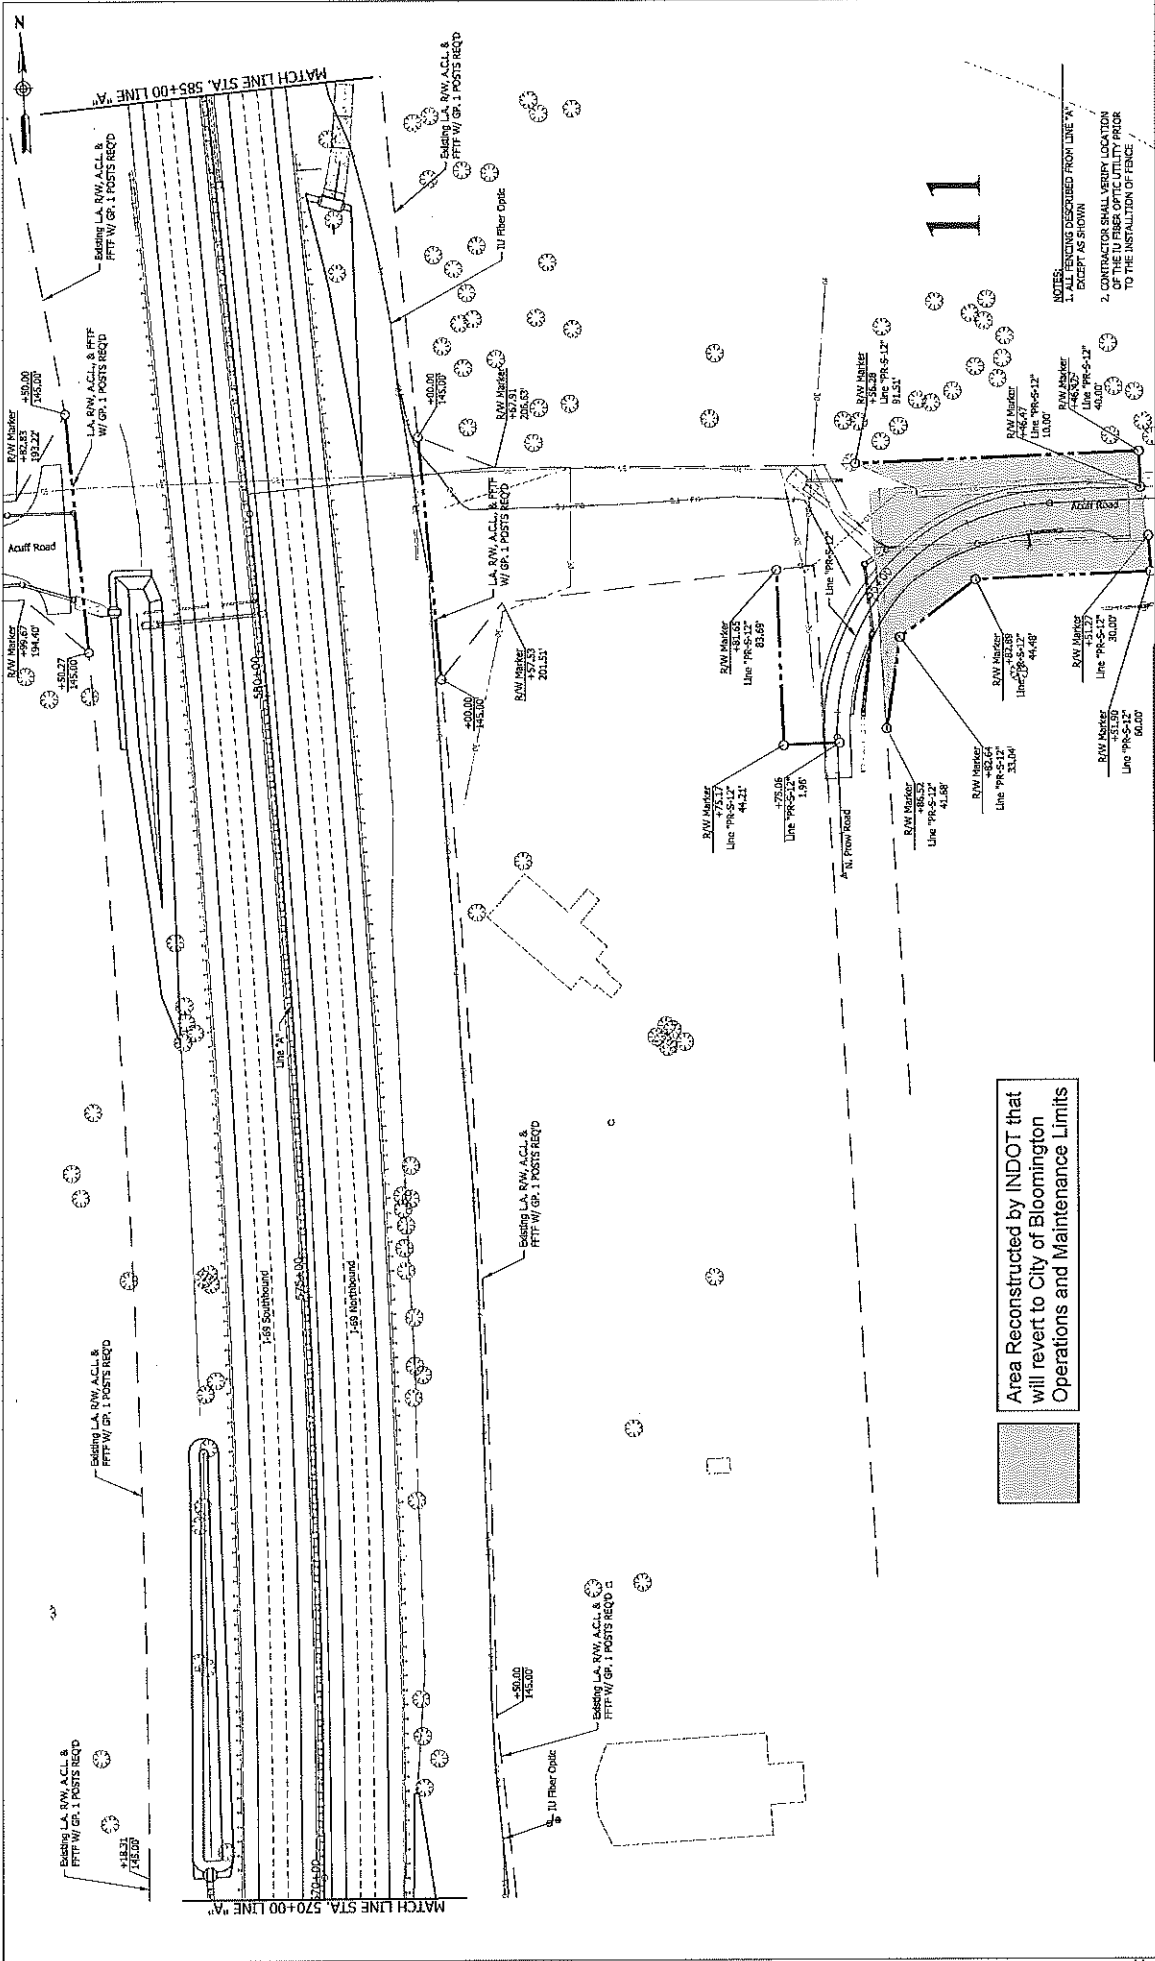 N
MATCH LINE STA. 585+00 LINE "A"
Existing L.A. R/W, A.C.L. &
FFTF W/ GP. 1 POSTS REQ'D
Existing L.A. R/W, A.C.L. &
FFTF W/ GP. 1 POSTS REQ'D
IU Fiber Optic
11
NOTES:
1. ALL FENCING DESCRIBED FROM LINE "A"
EXCEPT AS SHOWN
2. CONTRACTOR SHALL VERIFY LOCATION
OF THE IU FIBER OPTIC UTILITY PRIOR
TO THE INSTALLTION OF FENCE
R/W Marker
+82.83
193.22'
+50.00
145.00'
L.A. R/W, A.C.L., & FFTF
W/ GP. 1 POSTS REQ'D
Acuff Road
R/W Marker
+99.67
194.40'
+50.27
145.00'
580+00
+00.00
145.00'
R/W Marker
+67.91
206.63'
L.A. R/W, A.C.L., & FFTF
W/ GP. 1 POSTS REQ'D
+00.00
145.00'
R/W Marker
+57.53
201.51'
R/W Marker
+56.28
Line "PR-S-12"
91.51'
R/W Marker
+46.47
Line "PR-S-12"
10.00'
R/W Marker
Line "PR-S-12"
40.00'
Acuff Road
Line "PR-S-12"
R/W Marker
+81.65
Line "PR-S-12"
83.69'
R/W Marker
+75.17
Line "PR-S-12"
44.21'
+75.06
Line "PR-S-12"
1.96'
N. Prow Road
R/W Marker
+86.52
Line "PR-S-12"
41.68'
R/W Marker
+82.64
Line "PR-S-12"
33.04'
R/W Marker
+82.69
Line "PR-S-12"
44.48'
R/W Marker
+51.27
Line "PR-S-12"
30.00'
R/W Marker
+51.90
Line "PR-S-12"
60.00'
Line "A"
I-69 Southbound
575+00
I-69 Northbound
Existing L.A. R/W, A.C.L. &
FFTF W/ GP. 1 POSTS REQ'D
Existing L.A. R/W, A.C.L. &
FFTF W/ GP. 1 POSTS REQ'D
Existing L.A. R/W, A.C.L. &
FFTF W/ GP. 1 POSTS REQ'D
+18.31
145.00'
570+00
MATCH LINE STA. 570+00 LINE "A"
+50.00
145.00'
Existing L.A. R/W, A.C.L. &
FFTF W/ GP. 1 POSTS REQ'D
IU Fiber Optic
Area Reconstructed by INDOT that
will revert to City of Bloomington
Operations and Maintenance Limits